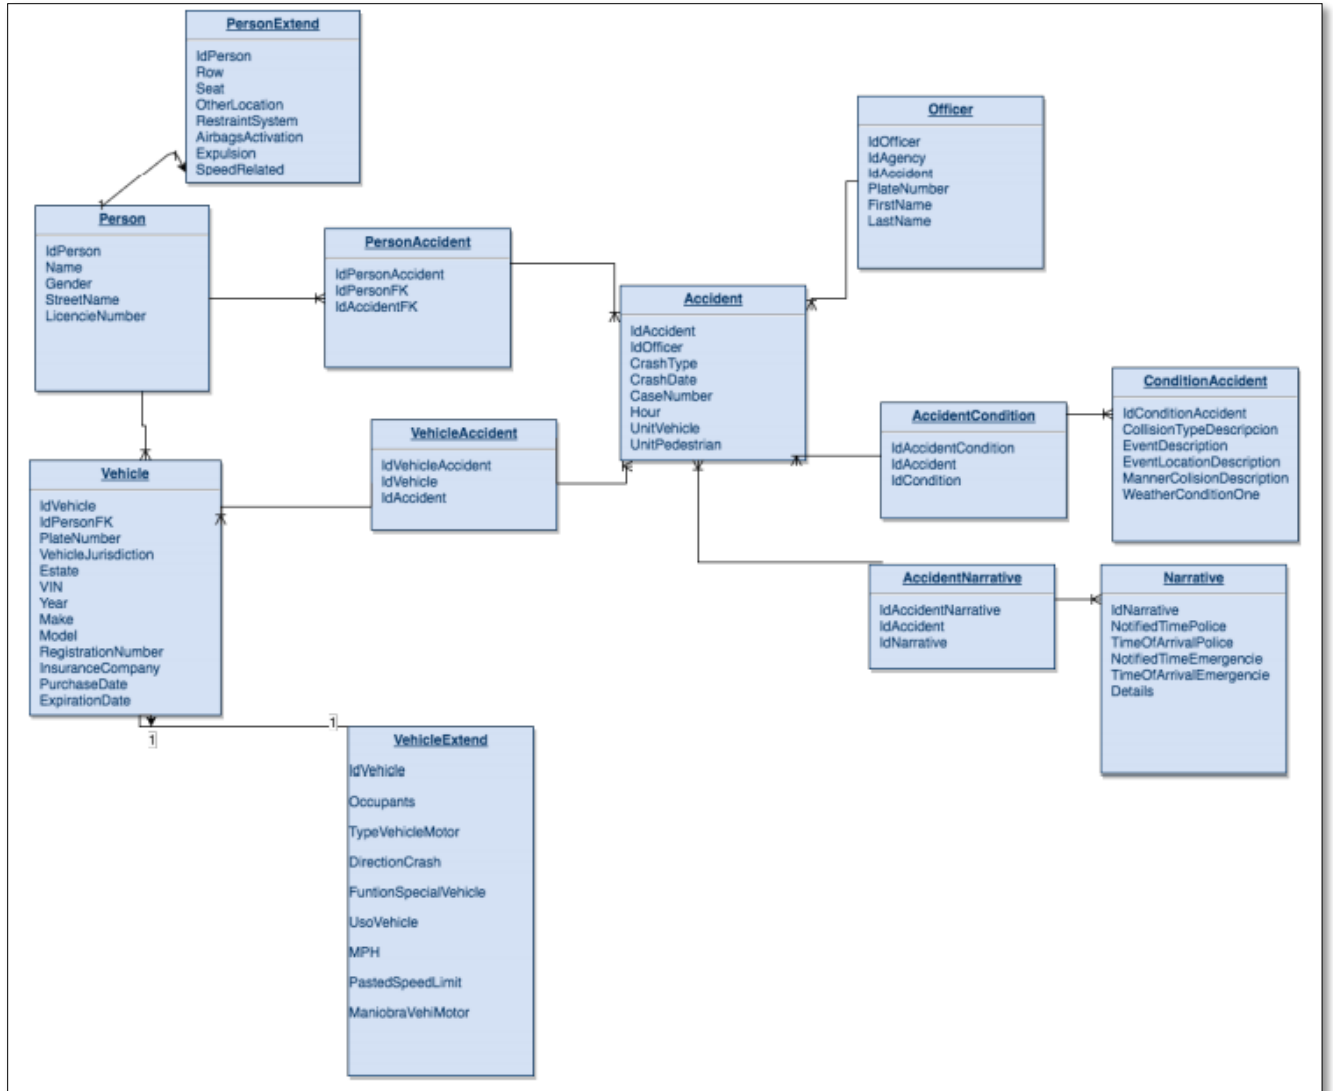 PersonExtend
IdPerson
Row
Seat
OtherLocation
RestraintSystem
AirbagsActivation
Expulsion
SpeedRelated
1
1
Person
IdPerson
Name
Gender
StreetName
LicencieNumber
PersonAccident
IdPersonAccident
IdPersonFK
IdAccidentFK
Officer
IdOfficer
IdAgency
IdAccident
PlateNumber
FirstName
LastName
Accident
IdAccident
IdOfficer
CrashType
CrashDate
CaseNumber
Hour
UnitVehicle
UnitPedestrian
ConditionAccident
IdConditionAccident
CollisionTypeDescripcion
EventDescription
EventLocationDescription
MannerColisionDescription
WeatherConditionOne
AccidentCondition
IdAccidentCondition
IdAccident
IdCondition
VehicleAccident
IdVehicleAccident
IdVehicle
IdAccident
Vehicle
IdVehicle
IdPersonFK
PlateNumber
VehicleJurisdiction
Estate
VIN
Year
Make
Model
RegistrationNumber
InsuranceCompany
PurchaseDate
ExpirationDate
AccidentNarrative
IdAccidentNarrative
IdAccident
IdNarrative
Narrative
IdNarrative
NotifiedTimePolice
TimeOfArrivalPolice
NotifiedTimeEmergencie
TimeOfArrivalEmergencie
Details
1
1
VehicleExtend
IdVehicle
Occupants
TypeVehicleMotor
DirectionCrash
FuntionSpecialVehicle
UsoVehicle
MPH
PastedSpeedLimit
ManiobraVehiMotor